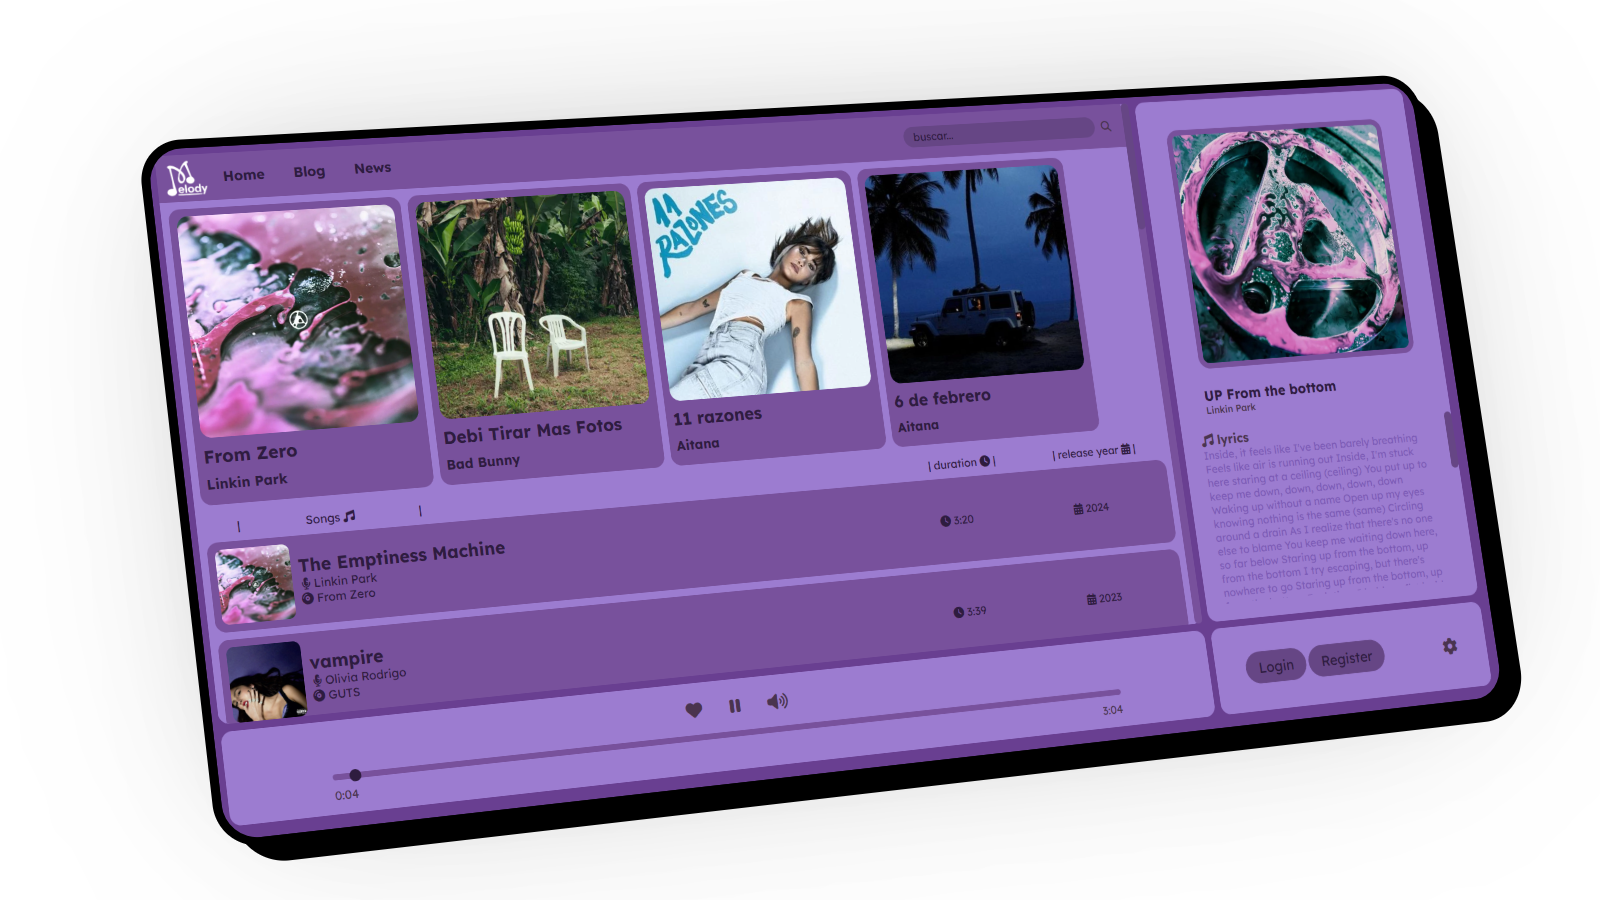 elody
Home
Blog
News
buscar...
11
RAZONES
From Zero
Linkin Park
Debi Tirar Mas Fotos
Bad Bunny
11 razones
Aitana
6 de febrero
Aitana
| Songs |
| duration |
| release year |
The Emptiness Machine
Linkin Park
From Zero
3:20
2024
vampire
Olivia Rodrigo
GUTS
3:39
2023
0:04
3:04
UP From the bottom
Linkin Park
lyrics
Inside, it feels like I've been barely breathing
Feels like air is running out Inside, I'm stuck
here staring at a ceiling (ceiling) You put up to
keep me down, down, down, down, down
Waking up without a name Open up my eyes
knowing nothing is the same (same) Circling
around a drain As I realize that there's no one
else to blame You keep me waiting down here,
so far below Staring up from the bottom, up
from the bottom I try escaping, but there's
nowhere to go Staring up from the bottom, up
Login
Register